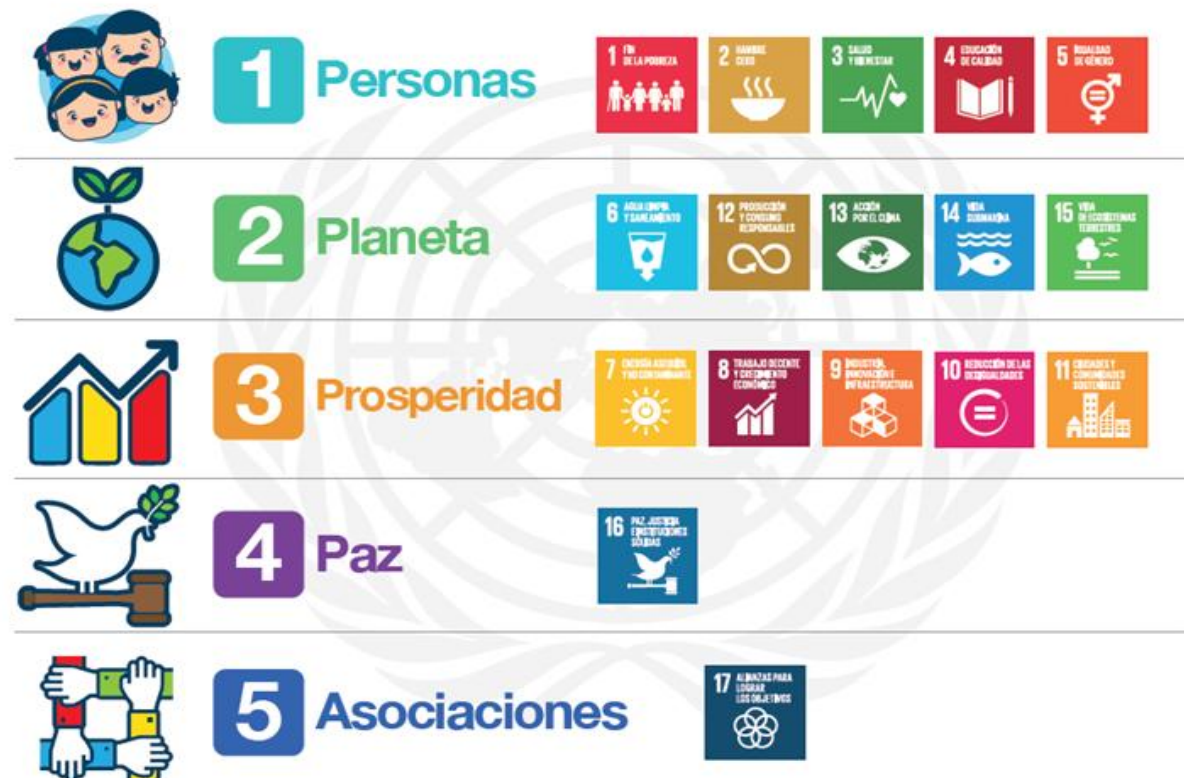 1 Personas
1 FIN
DE LA POBREZA
2 HAMBRE
CERO
3 SALUD
Y BIENESTAR
4 EDUCACIÓN
DE CALIDAD
5 IGUALDAD
DE GÉNERO
2 Planeta
6 AGUA LIMPIA
Y SANEAMIENTO
12 PRODUCCIÓN
Y CONSUMO
RESPONSABLES
13 ACCIÓN
POR EL CLIMA
14 VIDA
SUBMARINA
15 VIDA
DE ECOSISTEMAS
TERRESTRES
3 Prosperidad
7 ENERGÍA ASEQUIBLE
Y NO CONTAMINANTE
8 TRABAJO DECENTE
Y CRECIMIENTO
ECONÓMICO
9 INDUSTRIA,
INNOVACIÓN E
INFRAESTRUCTURA
10 REDUCCIÓN DE LAS
DESIGUALDADES
11 CIUDADES Y
COMUNIDADES
SOSTENIBLES
4 Paz
16 PAZ, JUSTICIA
E INSTITUCIONES
SÓLIDAS
5 Asociaciones
17 ALIANZAS PARA
LOGRAR
LOS OBJETIVOS